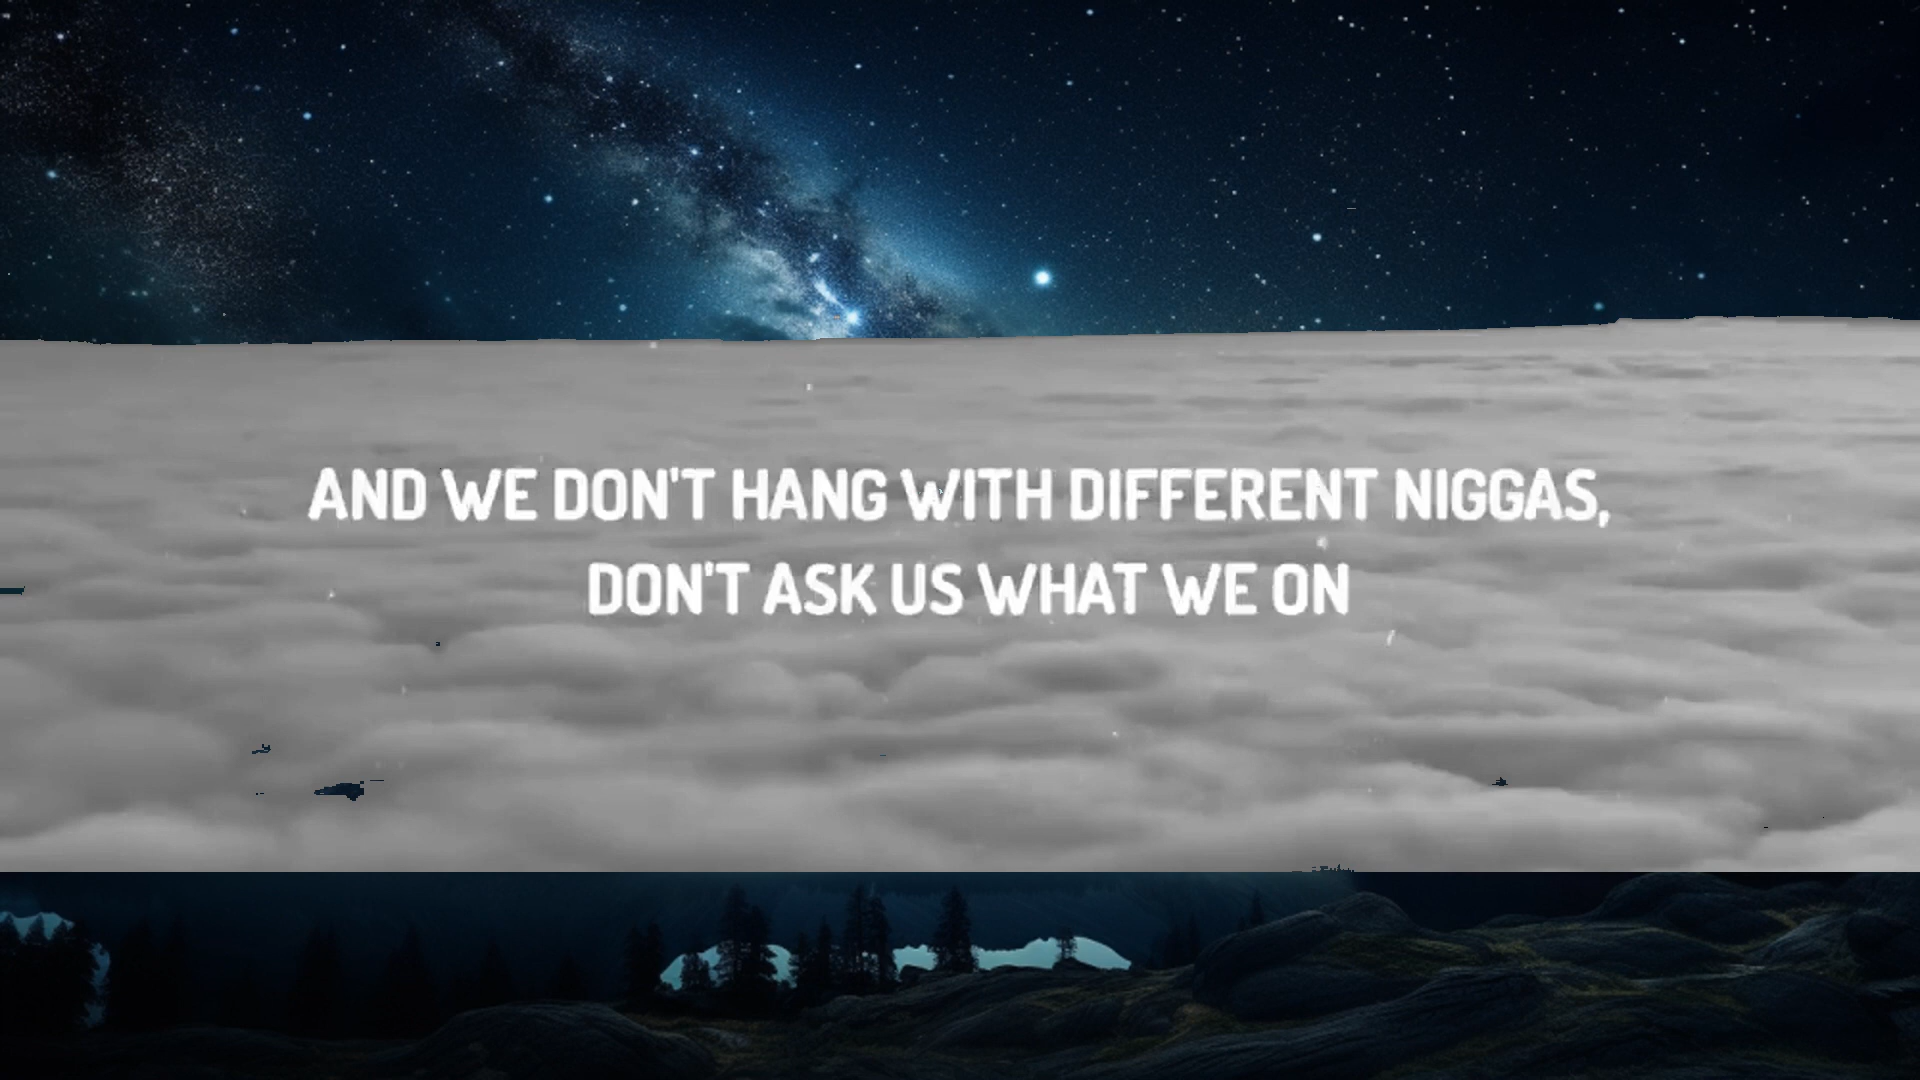 AND WE DON'T HANG WITH DIFFERENT NIGGAS,
DON'T ASK US WHAT WE ON